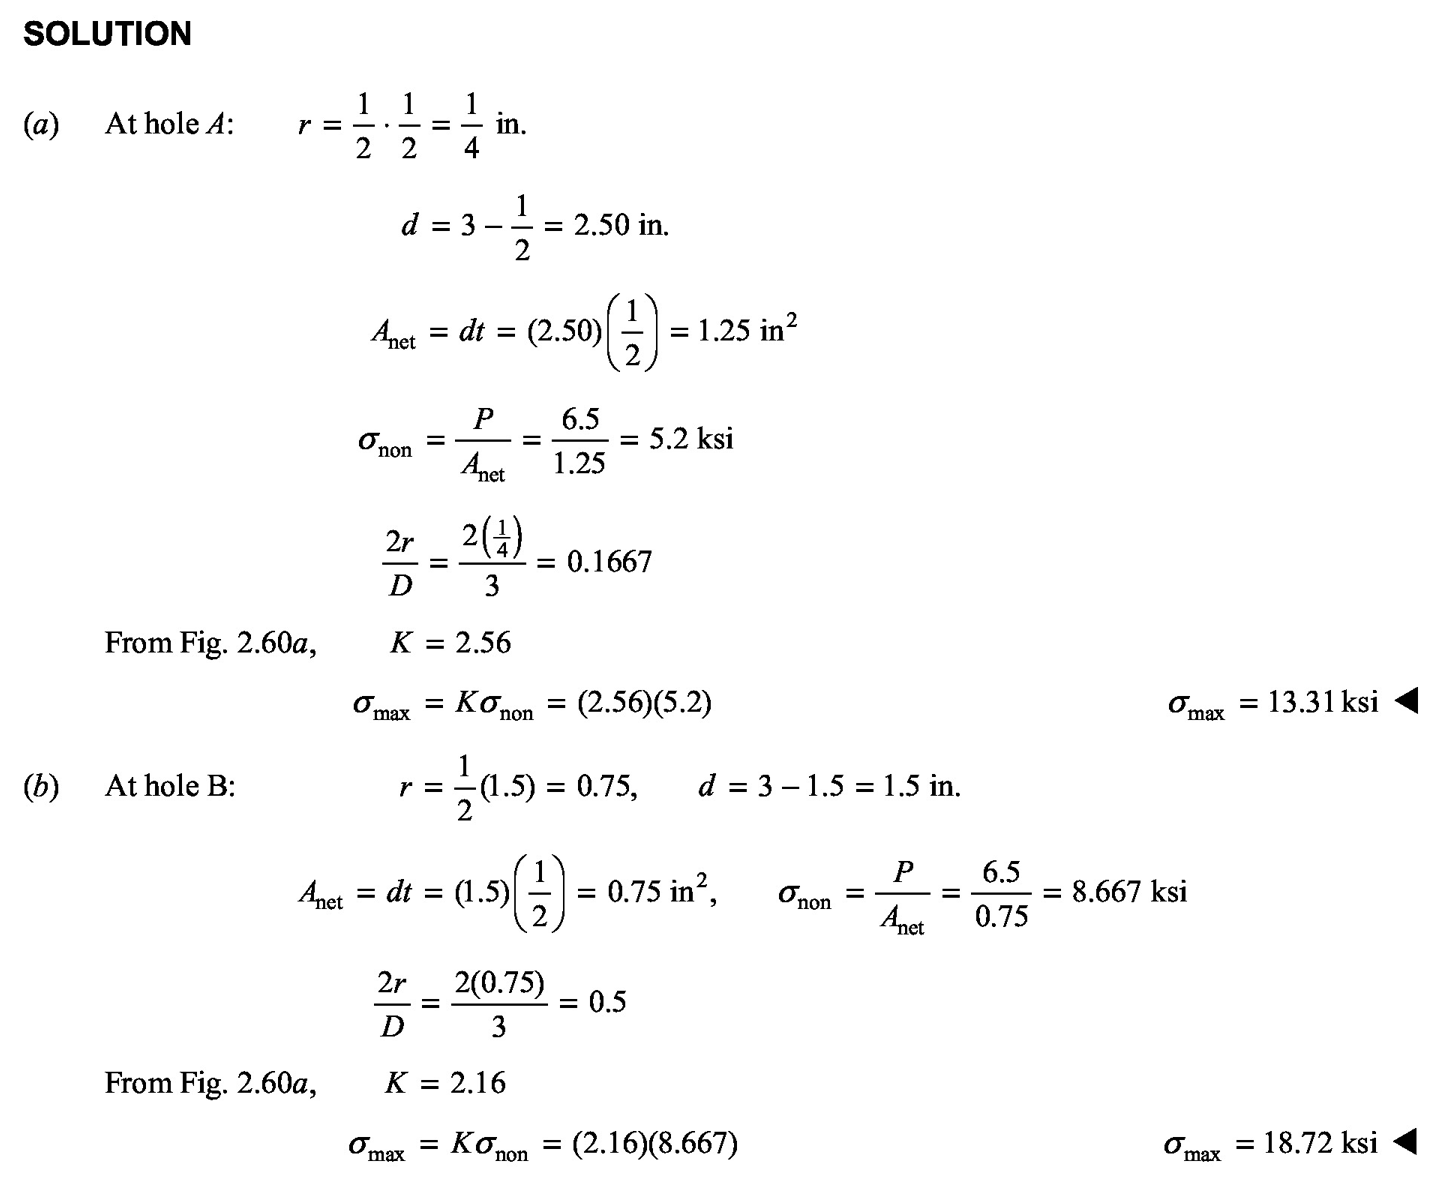 SOLUTION
(a) At hole A: r = 1/2 · 1/2 = 1/4 in.
d = 3 − 1/2 = 2.50 in.
A_net = dt = (2.50)(1/2) = 1.25 in²
σ_non = P/A_net = 6.5/1.25 = 5.2 ksi
2r/D = 2(1/4)/3 = 0.1667
From Fig. 2.60a, K = 2.56
σ_max = Kσ_non = (2.56)(5.2) σ_max = 13.31 ksi ◀
(b) At hole B: r = 1/2(1.5) = 0.75, d = 3 − 1.5 = 1.5 in.
A_net = dt = (1.5)(1/2) = 0.75 in², σ_non = P/A_net = 6.5/0.75 = 8.667 ksi
2r/D = 2(0.75)/3 = 0.5
From Fig. 2.60a, K = 2.16
σ_max = Kσ_non = (2.16)(8.667) σ_max = 18.72 ksi ◀